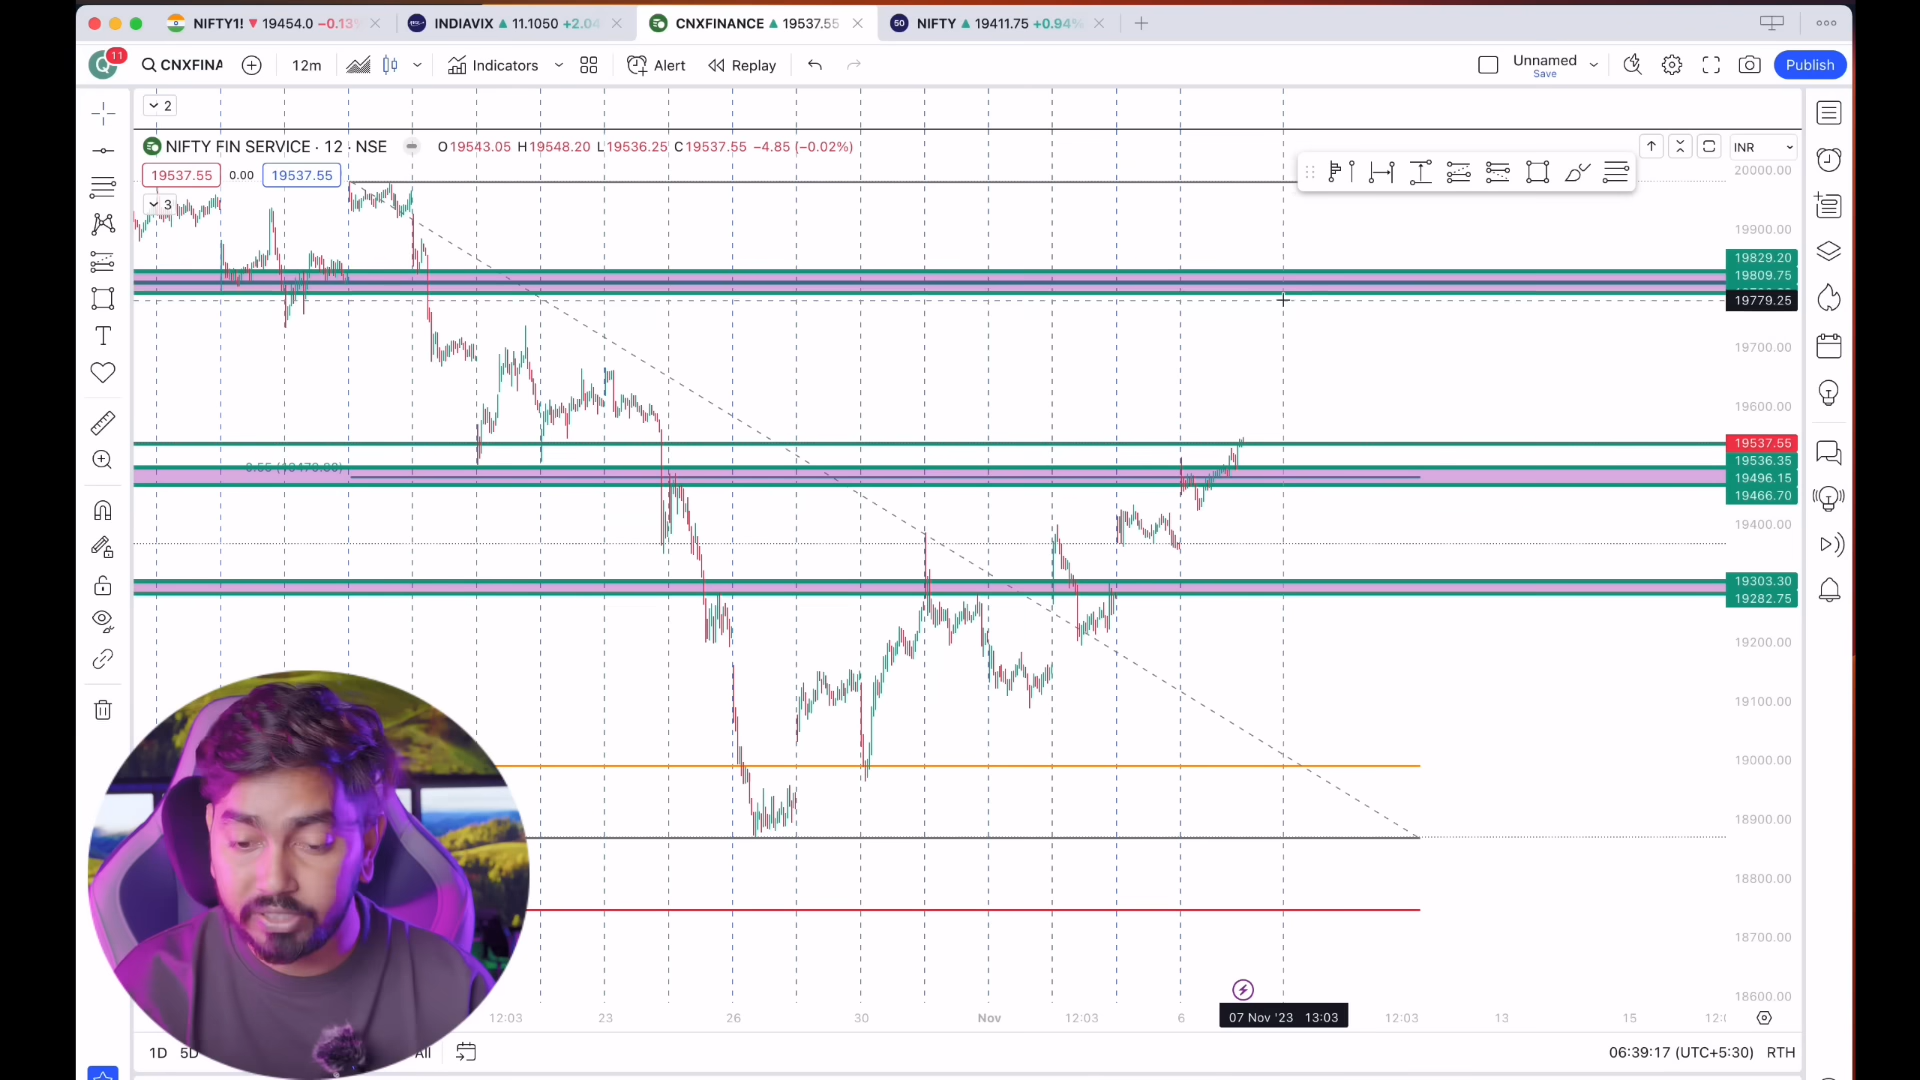 NIFTY1! ▼ 19454.0 −0.13%
INDIAVIX ▲ 11.1050 +2.04
CNXFINANCE ▲ 19537.55
50 NIFTY ▲ 19411.75 +0.94%
11
CNXFINA
12m
Indicators
Alert
Replay
Unnamed
Save
Publish
2
NIFTY FIN SERVICE · 12 · NSE
O19543.05 H19548.20 L19536.25 C19537.55 −4.85 (−0.02%)
INR
19537.55
0.00
19537.55
3
20000.00
19900.00
19829.20
19809.75
19779.25
19700.00
19600.00
19537.55
19536.35
19496.15
19466.70
19400.00
19303.30
19282.75
19200.00
19100.00
19000.00
18900.00
18800.00
18700.00
18600.00
12:03
23
26
30
Nov
12:03
6
07 Nov '23 13:03
12:03
13
15
1D
All
06:39:17 (UTC+5:30)
RTH